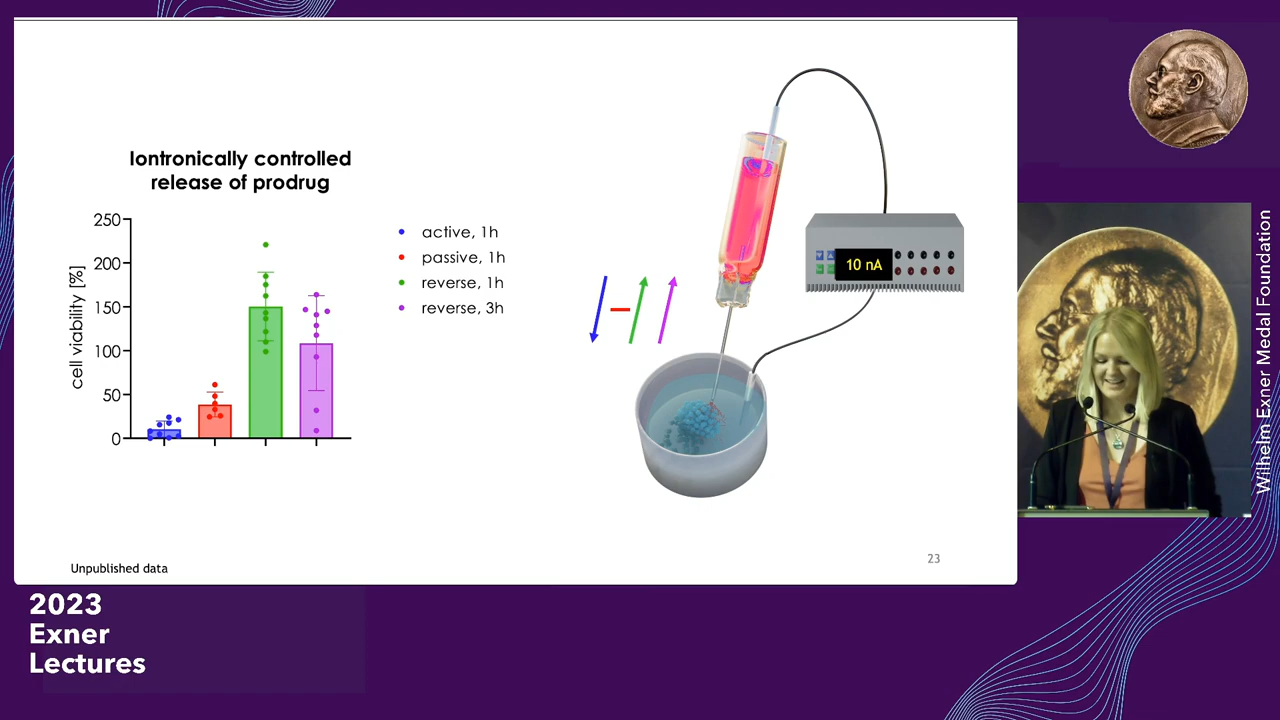 Iontronically controlled
release of prodrug
cell viability [%]
250
200
150
100
50
0
active, 1h
passive, 1h
reverse, 1h
reverse, 3h
10 nA
Unpublished data
23
2023
Exner
Lectures
Wilhelm Exner Medal Foundation